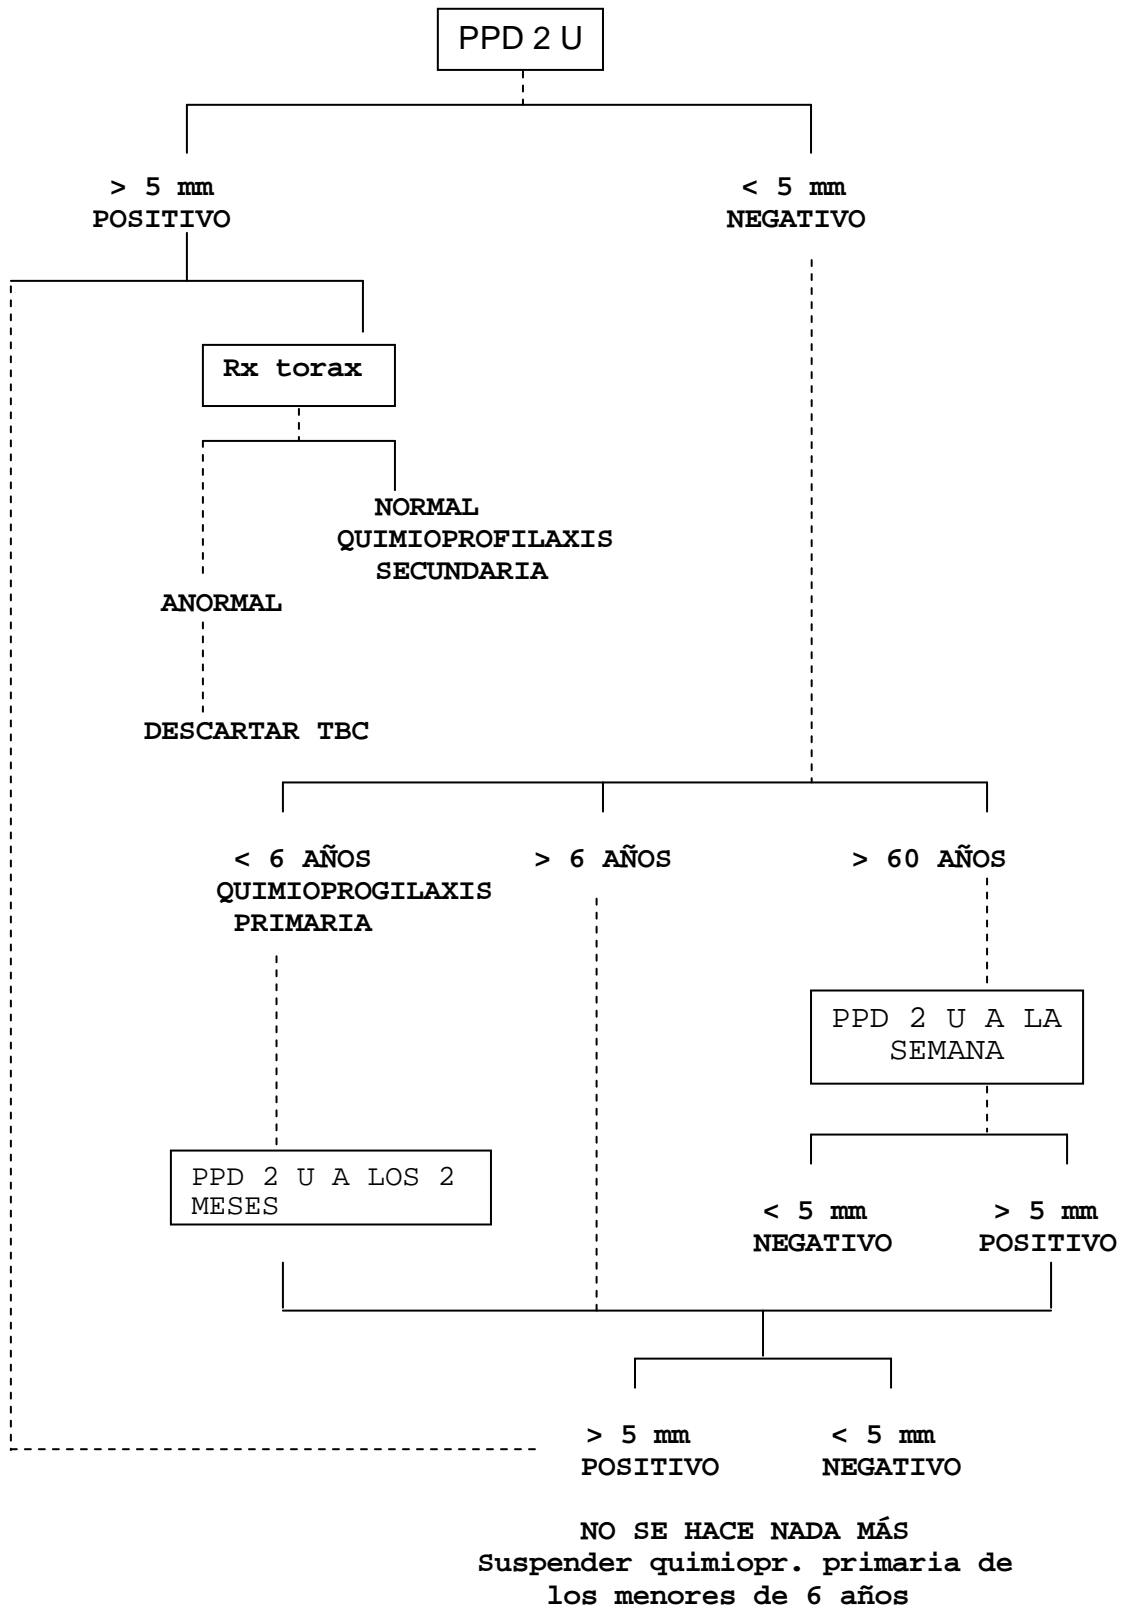 PPD 2 U
> 5 mm
POSITIVO
< 5 mm
NEGATIVO
Rx torax
NORMAL
QUIMIOPROFILAXIS
SECUNDARIA
ANORMAL
DESCARTAR TBC
< 6 AÑOS
QUIMIOPROGILAXIS
PRIMARIA
> 6 AÑOS
> 60 AÑOS
PPD 2 U A LA
SEMANA
PPD 2 U A LOS 2
MESES
< 5 mm
NEGATIVO
> 5 mm
POSITIVO
> 5 mm
POSITIVO
< 5 mm
NEGATIVO
NO SE HACE NADA MÁS
Suspender quimiopr. primaria de
los menores de 6 años